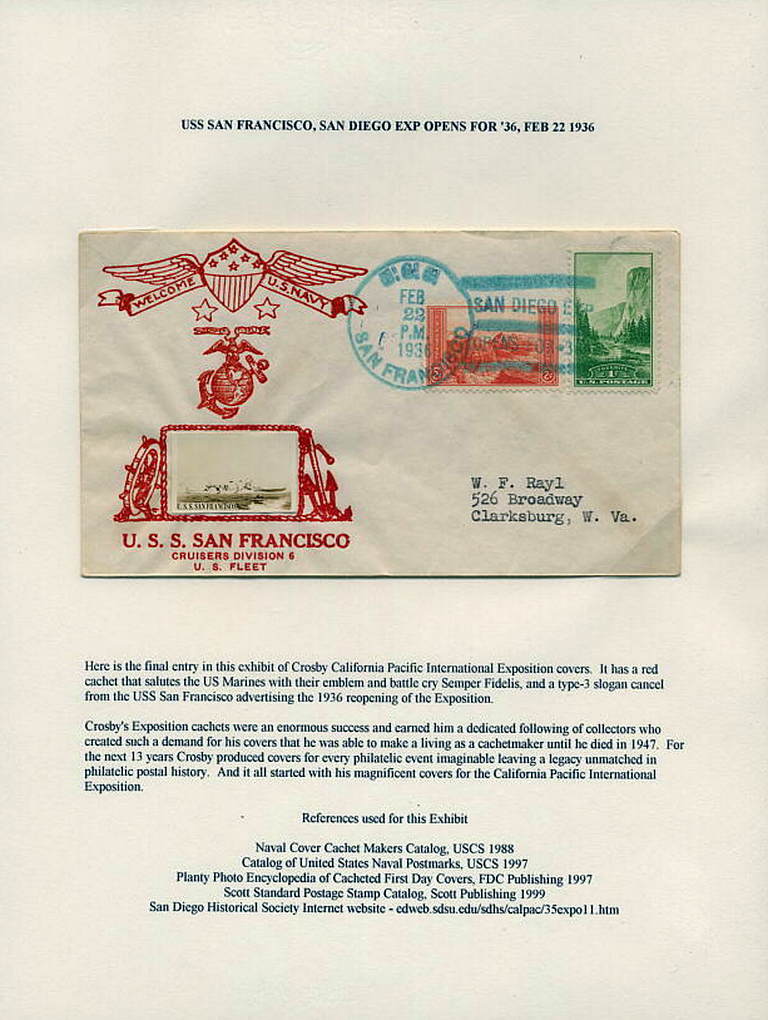 USS SAN FRANCISCO, SAN DIEGO EXP OPENS FOR '36, FEB 22 1936
WELCOME U.S. NAVY
FEB
22
P.M.
1936
SAN FRANCISCO
SAN DIEGO EXP
OPENS
1
U.S. POSTAGE
U.S.S. SAN FRANCISCO
W. F. Rayl
526 Broadway
Clarksburg, W. Va.
U. S. S. SAN FRANCISCO
CRUISERS DIVISION 6
U. S. FLEET
Here is the final entry in this exhibit of Crosby California Pacific International Exposition covers. It has a red
cachet that salutes the US Marines with their emblem and battle cry Semper Fidelis, and a type-3 slogan cancel
from the USS San Francisco advertising the 1936 reopening of the Exposition.
Crosby's Exposition cachets were an enormous success and earned him a dedicated following of collectors who
created such a demand for his covers that he was able to make a living as a cachetmaker until he died in 1947. For
the next 13 years Crosby produced covers for every philatelic event imaginable leaving a legacy unmatched in
philatelic postal history. And it all started with his magnificent covers for the California Pacific International
Exposition.
References used for this Exhibit
Naval Cover Cachet Makers Catalog, USCS 1988
Catalog of United States Naval Postmarks, USCS 1997
Planty Photo Encyclopedia of Cacheted First Day Covers, FDC Publishing 1997
Scott Standard Postage Stamp Catalog, Scott Publishing 1999
San Diego Historical Society Internet website - edweb.sdsu.edu/sdhs/calpac/35expo11.htm